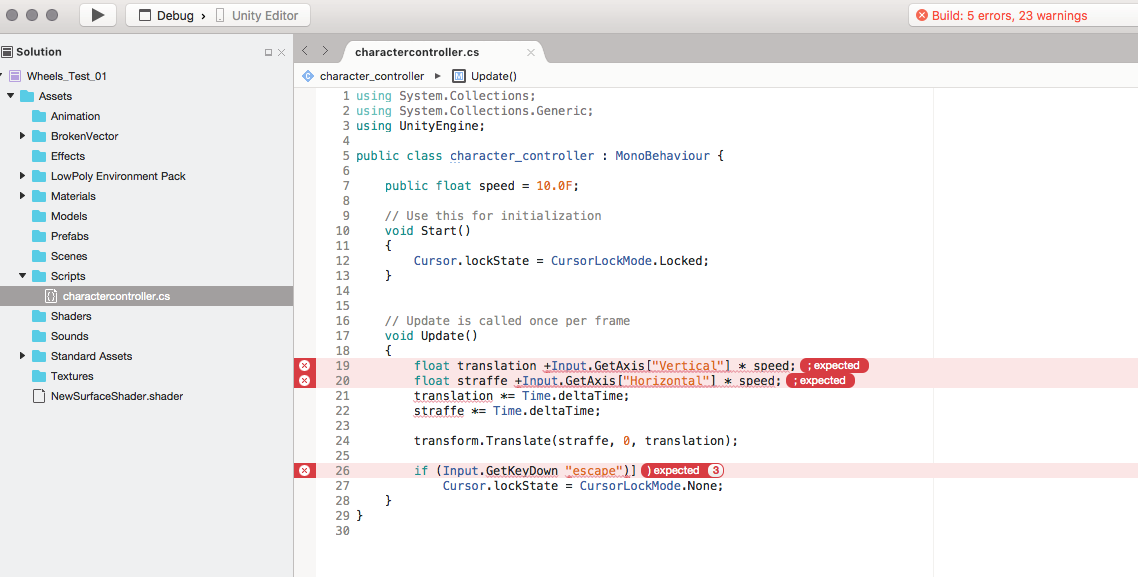 Debug › Unity Editor
Build: 5 errors, 23 warnings
Solution
Wheels_Test_01
Assets
Animation
BrokenVector
Effects
LowPoly Environment Pack
Materials
Models
Prefabs
Scenes
Scripts
charactercontroller.cs
Shaders
Sounds
Standard Assets
Textures
NewSurfaceShader.shader
charactercontroller.cs
C character_controller M Update()
1 using System.Collections;
2 using System.Collections.Generic;
3 using UnityEngine;
4
5 public class character_controller : MonoBehaviour {
6
7 public float speed = 10.0F;
8
9 // Use this for initialization
10 void Start()
11 {
12 Cursor.lockState = CursorLockMode.Locked;
13 }
14
15
16 // Update is called once per frame
17 void Update()
18 {
19 float translation +Input.GetAxis["Vertical"] * speed; ; expected
20 float straffe +Input.GetAxis["Horizontal"] * speed; ; expected
21 translation *= Time.deltaTime;
22 straffe *= Time.deltaTime;
23
24 transform.Translate(straffe, 0, translation);
25
26 if (Input.GetKeyDown "escape")] ) expected 3
27 Cursor.lockState = CursorLockMode.None;
28 }
29 }
30